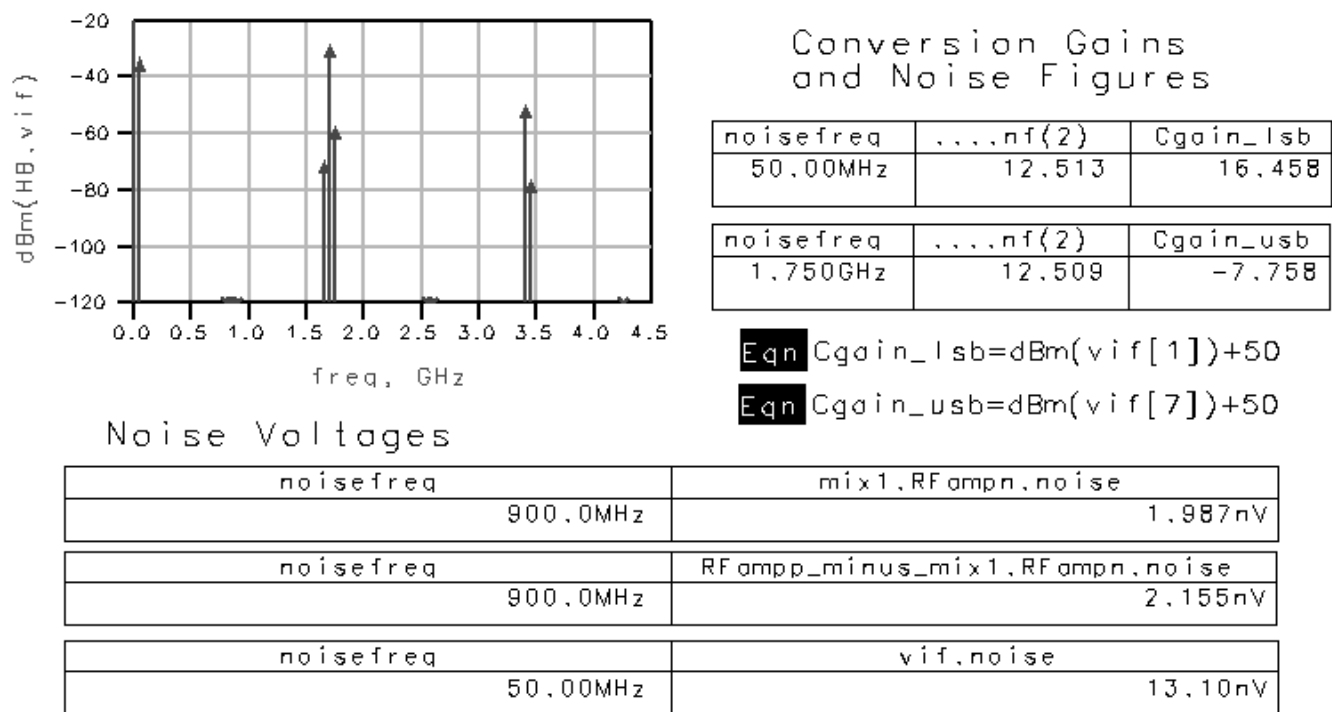 -20
-40
-60
-80
-100
-120
dBm(HB.vif)
0.0 0.5 1.0 1.5 2.0 2.5 3.0 3.5 4.0 4.5
freq, GHz
Conversion Gains
and Noise Figures
noisefreq ....nf(2) Cgain_lsb
50.00MHz 12.513 16.458
noisefreq ....nf(2) Cgain_usb
1.750GHz 12.509 -7.758
Eqn Cgain_lsb=dBm(vif[1])+50
Eqn Cgain_usb=dBm(vif[7])+50
Noise Voltages
noisefreq mix1.RFampn.noise
900.0MHz 1.987nV
noisefreq RFampp_minus_mix1.RFampn.noise
900.0MHz 2.155nV
noisefreq vif.noise
50.00MHz 13.10nV